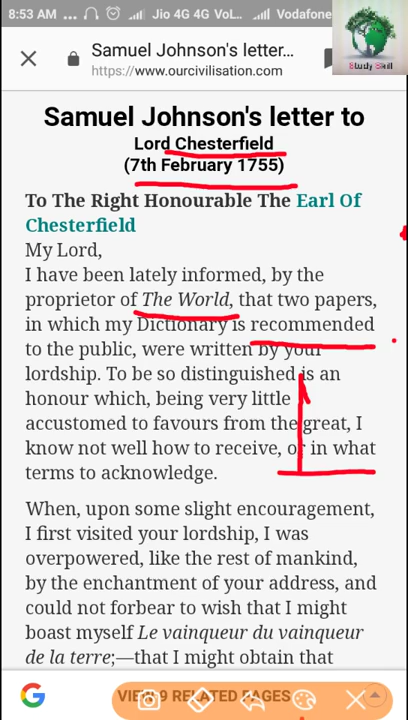 8:53 AM ... Jio 4G 4G VoL.. Vodafone
Samuel Johnson's letter...
https://www.ourcivilisation.com
Study Skill
Samuel Johnson's letter to
Lord Chesterfield
(7th February 1755)
To The Right Honourable The Earl Of
Chesterfield
My Lord,
I have been lately informed, by the
proprietor of The World, that two papers,
in which my Dictionary is recommended
to the public, were written by your
lordship. To be so distinguished is an
honour which, being very little
accustomed to favours from the great, I
know not well how to receive, or in what
terms to acknowledge.
When, upon some slight encouragement,
I first visited your lordship, I was
overpowered, like the rest of mankind,
by the enchantment of your address, and
could not forbear to wish that I might
boast myself Le vainqueur du vainqueur
de la terre;—that I might obtain that
VIEW 9 RELATED PAGES